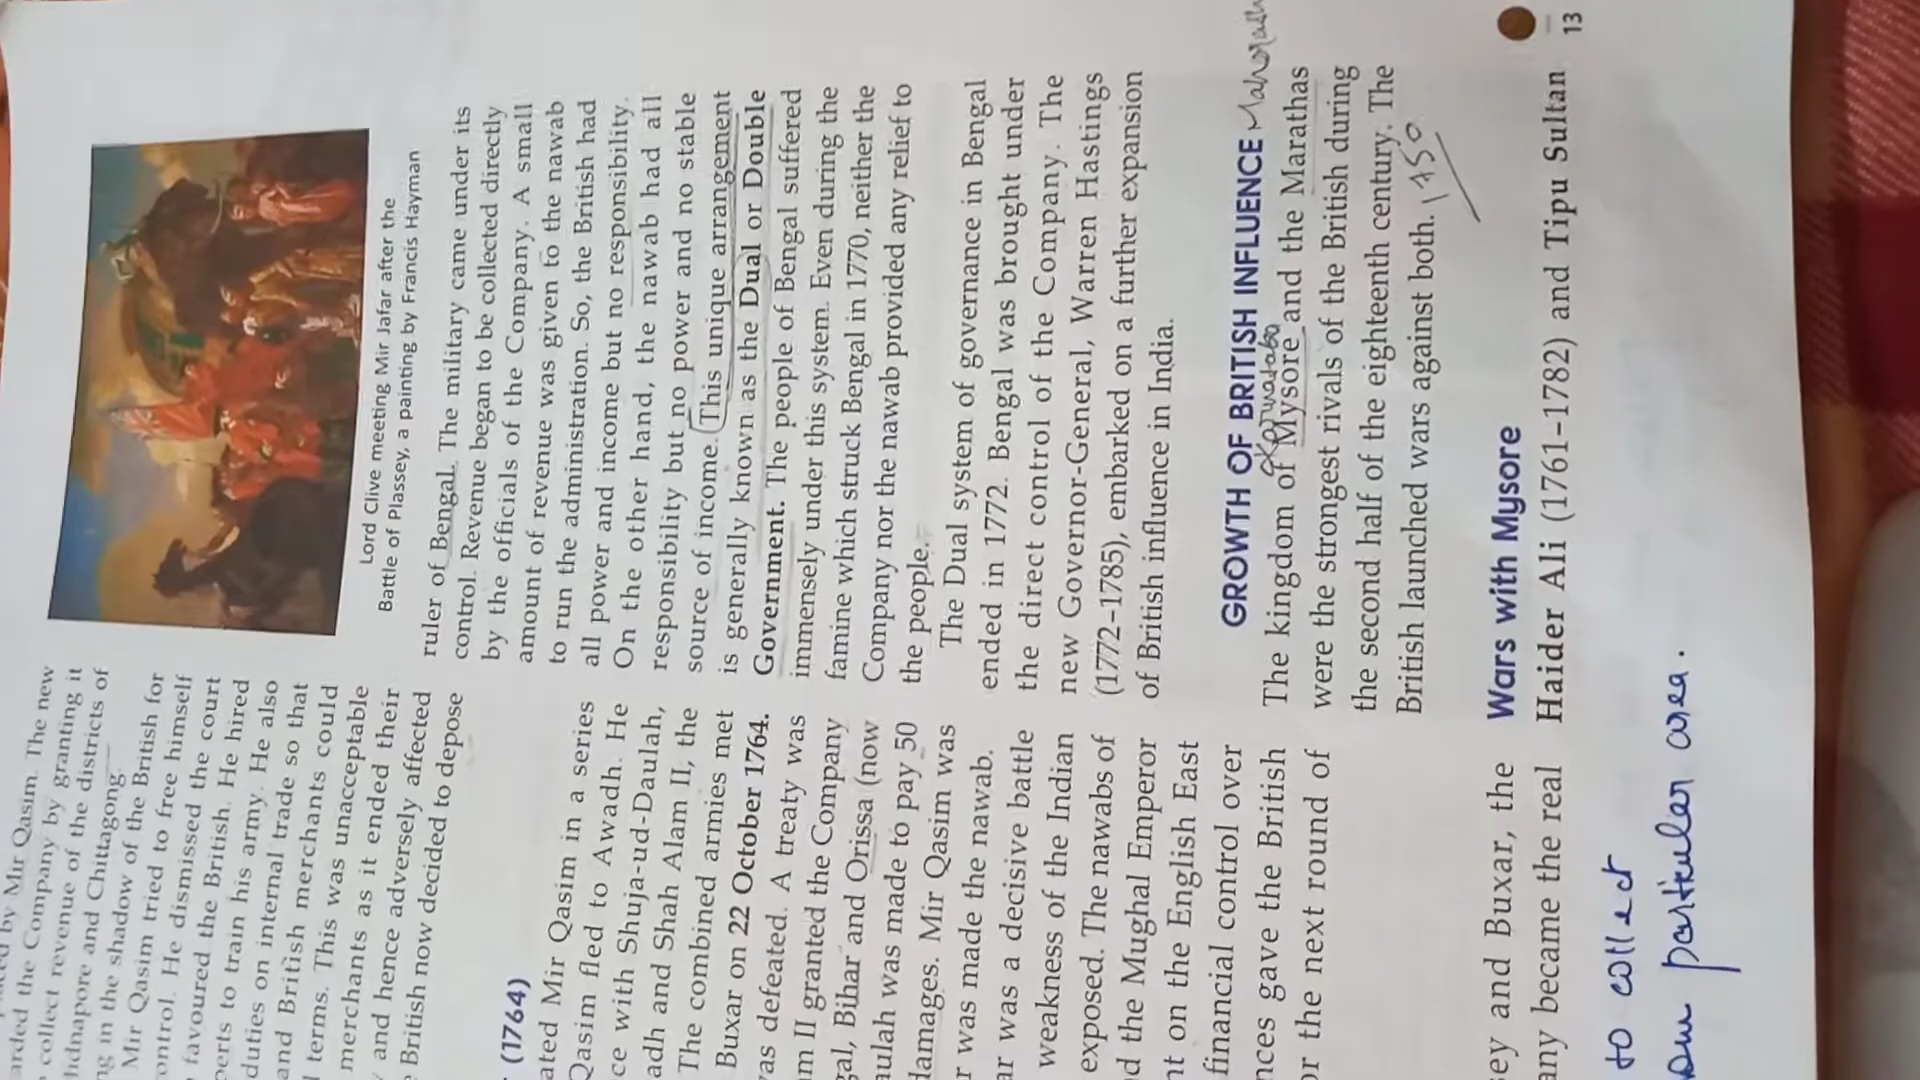 by Mir Qasim. The new
arded the Company by granting it
collect revenue of the districts of
hidnapore and Chittagong.
ng in the shadow of the British for
Mir Qasim tried to free himself
ontrol. He dismissed the court
favoured the British. He hired
perts to train his army. He also
duties on internal trade so that
and British merchants could
l terms. This was unacceptable
merchants as it ended their
and hence adversely affected
British now decided to depose
(1764)
ated Mir Qasim in a series
Qasim fled to Awadh. He
ce with Shuja-ud-Daulah,
adh and Shah Alam II, the
The combined armies met
Buxar on 22 October 1764.
as defeated. A treaty was
m II granted the Company
gal, Bihar and Orissa (now
aulah was made to pay 50
damages. Mir Qasim was
r was made the nawab.
ar was a decisive battle
weakness of the Indian
exposed. The nawabs of
d the Mughal Emperor
nt on the English East
financial control over
nces gave the British
or the next round of
sey and Buxar, the
any became the real
to collect
particular area.
Lord Clive meeting Mir Jafar after the
Battle of Plassey, a painting by Francis Hayman
ruler of Bengal. The military came under its
control. Revenue began to be collected directly
by the officials of the Company. A small
amount of revenue was given to the nawab
to run the administration. So, the British had
all power and income but no responsibility.
On the other hand, the nawab had all
responsibility but no power and no stable
source of income. This unique arrangement
is generally known as the Dual or Double
Government. The people of Bengal suffered
immensely under this system. Even during the
famine which struck Bengal in 1770, neither the
Company nor the nawab provided any relief to
the people.
The Dual system of governance in Bengal
ended in 1772. Bengal was brought under
the direct control of the Company. The
new Governor-General, Warren Hastings
(1772–1785), embarked on a further expansion
of British influence in India.
GROWTH OF BRITISH INFLUENCE
The kingdom of Mysore and the Marathas
were the strongest rivals of the British during
the second half of the eighteenth century. The
British launched wars against both. 1750
Wars with Mysore
Haider Ali (1761–1782) and Tipu Sultan
13